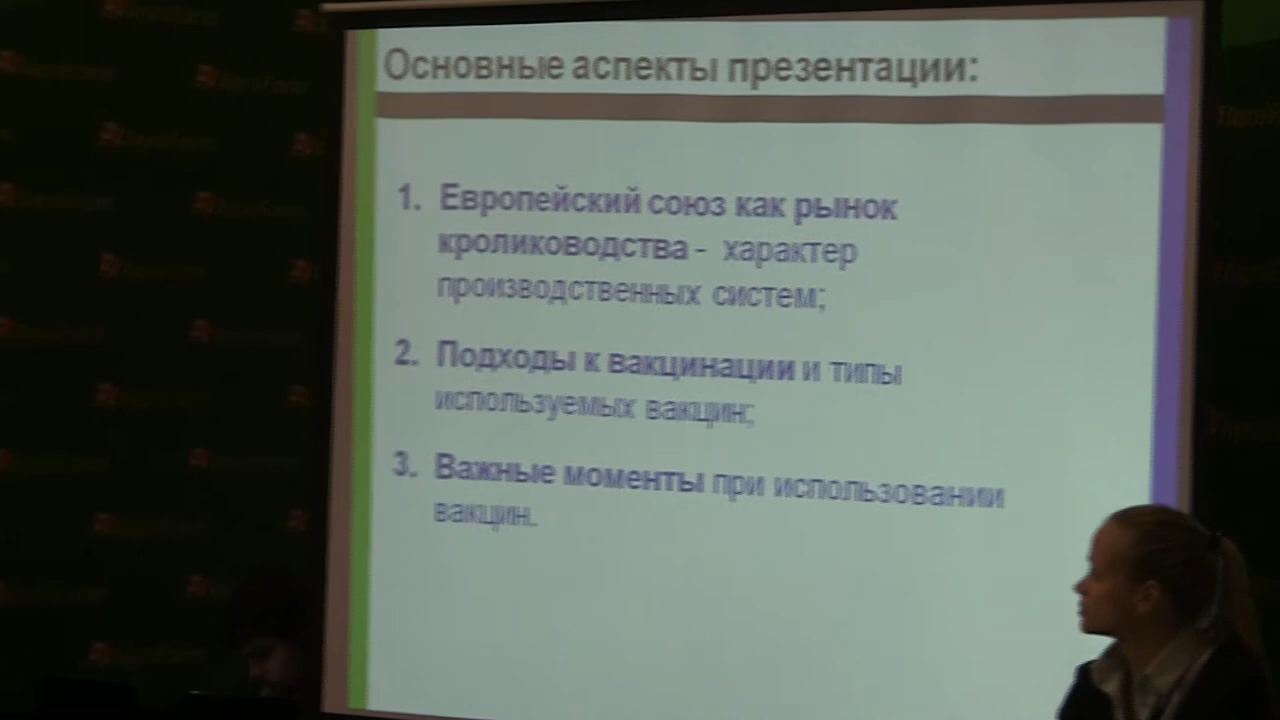 Основные аспекты презентации:
1. Европейский союз как рынок
кролиководства - характер
производственных систем;
2. Подходы к вакцинации и типы
используемых вакцин;
3. Важные моменты при использовании
вакцин.